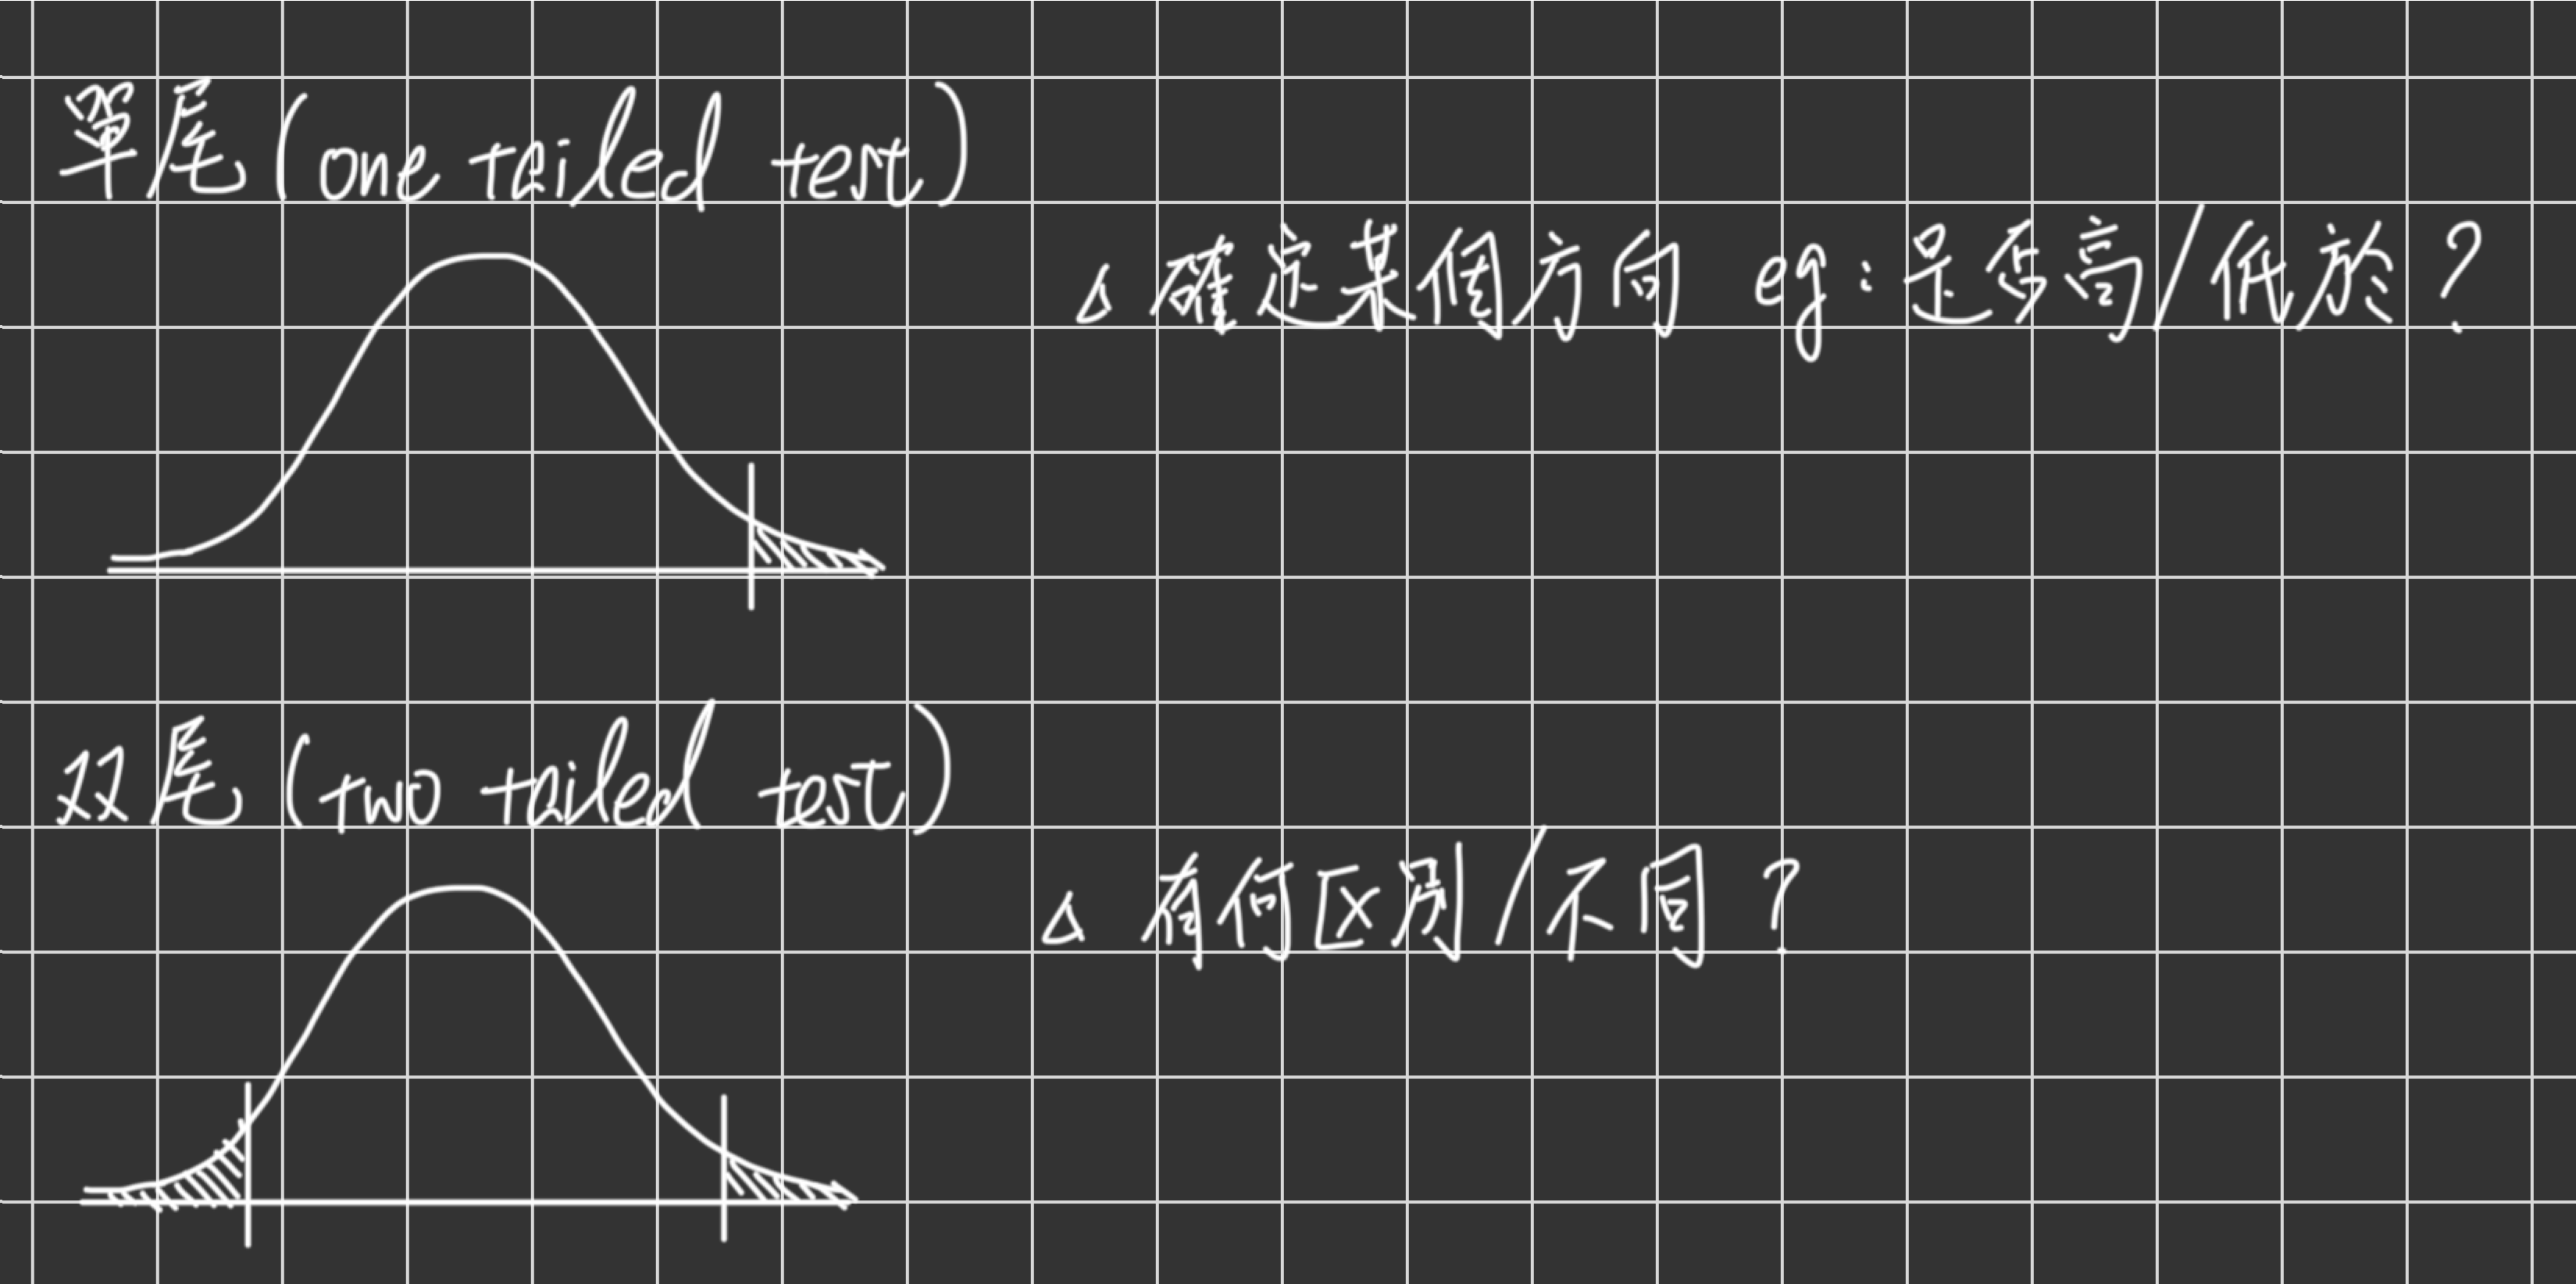 單尾(one tailed test)
△ 確定某個方向 eg:是否高/低於?
双尾(two tailed test)
△ 有何区别/不同?